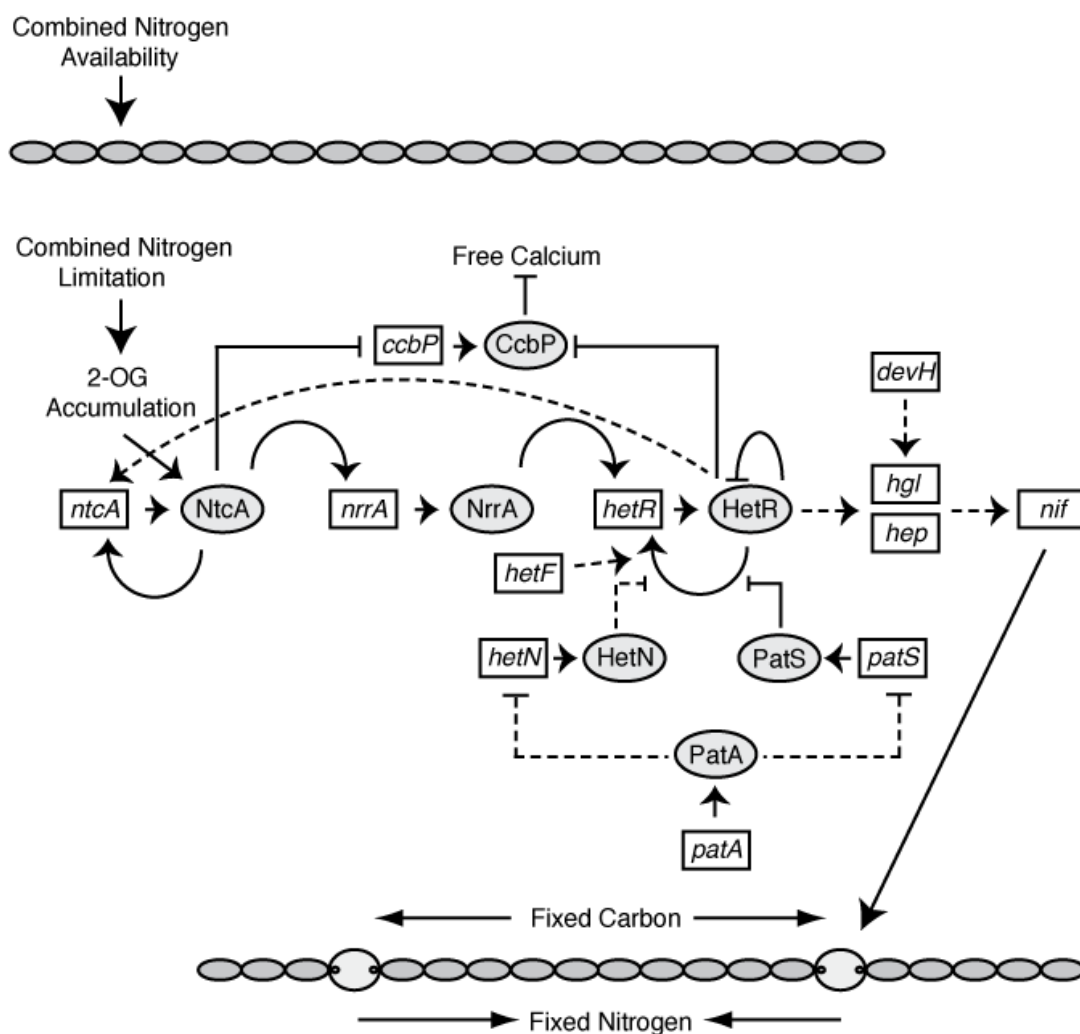 Combined Nitrogen
Availability
Combined Nitrogen
Limitation
Free Calcium
ccbP
CcbP
2-OG
Accumulation
devH
ntcA
NtcA
nrrA
NrrA
hetR
HetR
hgl
hep
nif
hetF
hetN
HetN
PatS
patS
PatA
patA
Fixed Carbon
Fixed Nitrogen